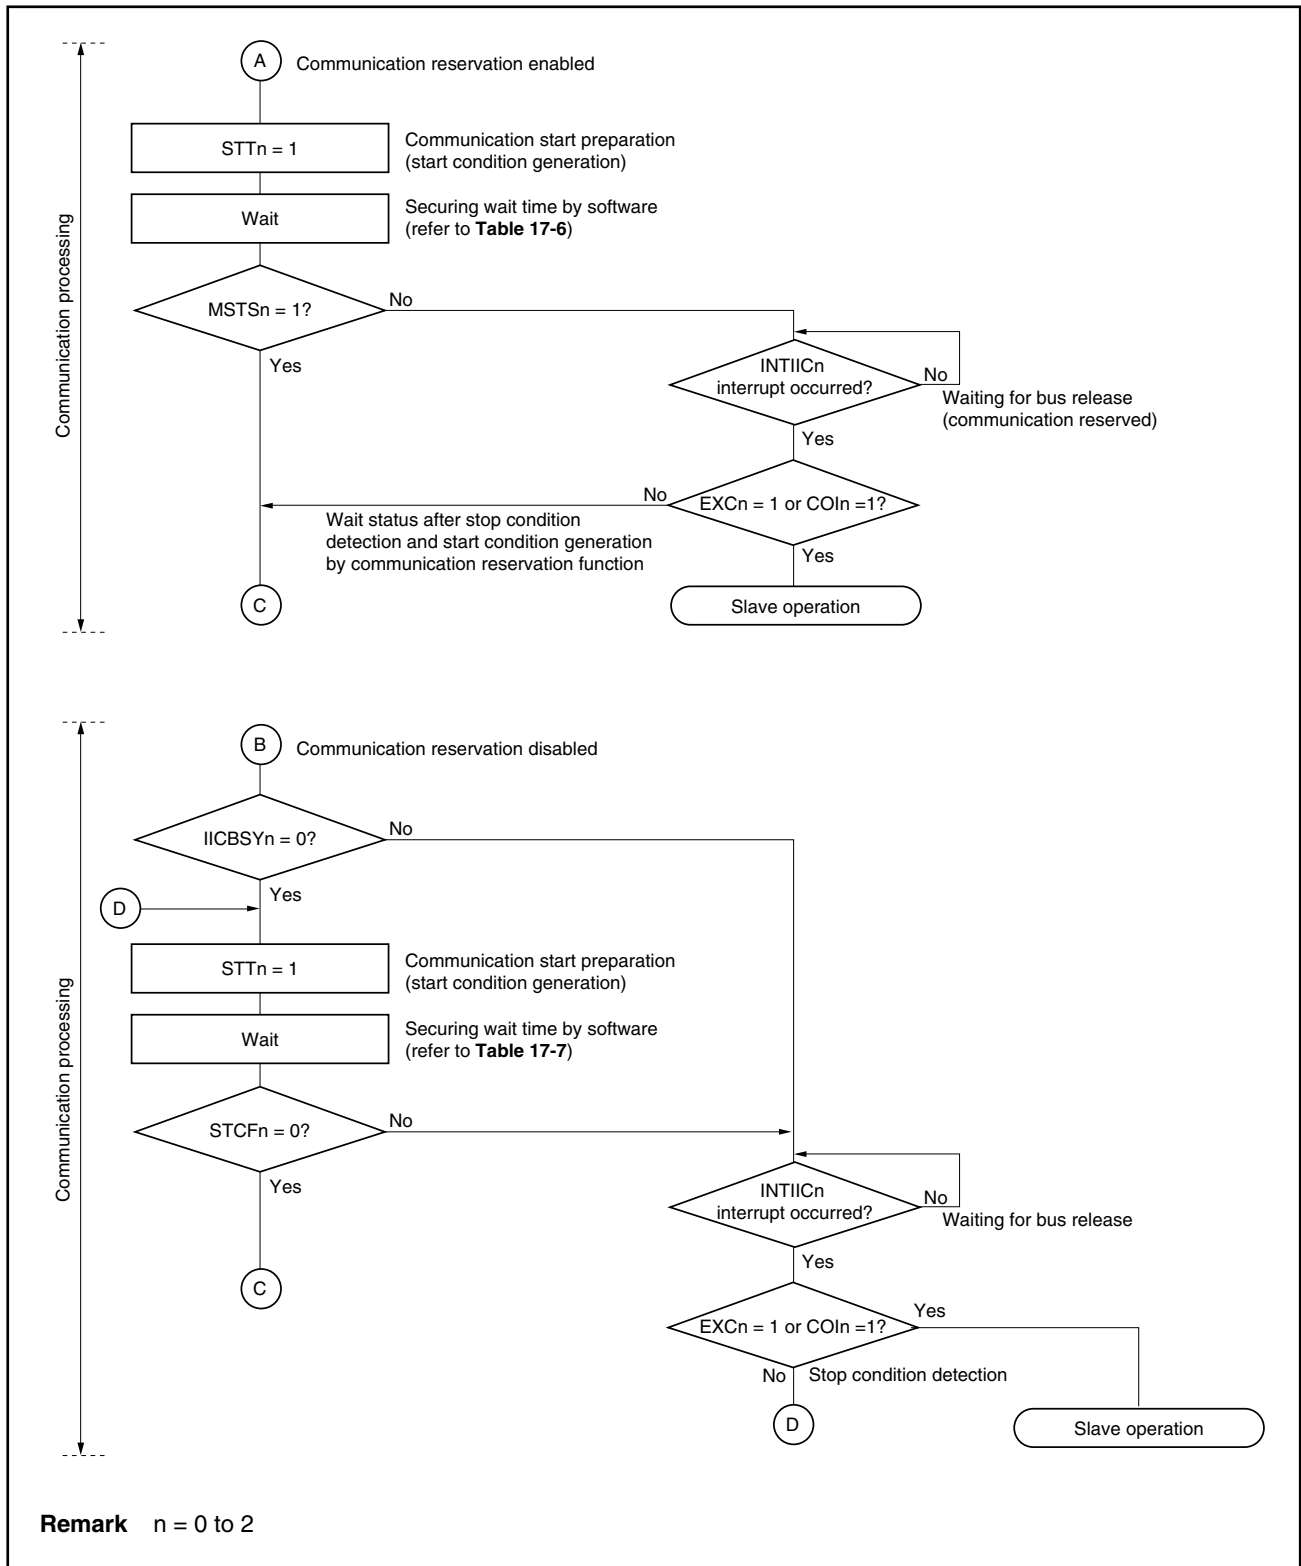 A
Communication reservation enabled
STTn = 1
Communication start preparation
(start condition generation)
Wait
Securing wait time by software
(refer to Table 17-6)
MSTSn = 1?
No
Yes
INTIICn
interrupt occurred?
No
Waiting for bus release
(communication reserved)
Yes
EXCn = 1 or COIn =1?
No
Wait status after stop condition
detection and start condition generation
by communication reservation function
Yes
C
Slave operation
Communication processing
B
Communication reservation disabled
IICBSYn = 0?
No
Yes
D
STTn = 1
Communication start preparation
(start condition generation)
Wait
Securing wait time by software
(refer to Table 17-7)
STCFn = 0?
No
Yes
INTIICn
interrupt occurred?
No
Waiting for bus release
Yes
C
EXCn = 1 or COIn =1?
Yes
No
Stop condition detection
D
Slave operation
Communication processing
Remark n = 0 to 2